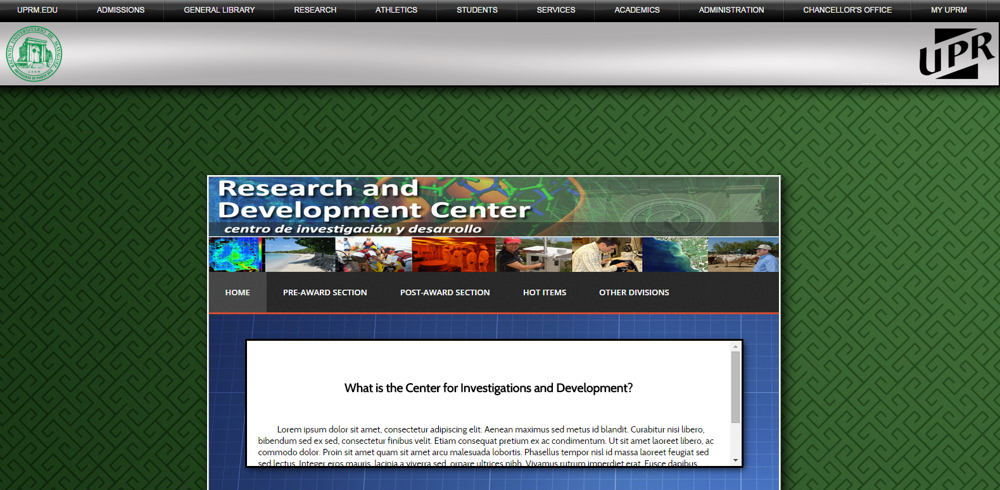 UPRM.EDU ADMISSIONS GENERAL LIBRARY RESEARCH ATHLETICS STUDENTS SERVICES ACADEMICS ADMINISTRATION CHANCELLOR'S OFFICE MY UPRM
RECINTO UNIVERSITARIO DE MAYAGUEZ
C.A.A.M.
UNIVERSIDAD DE PUERTO RICO
UPR
Research and
Development Center
centro de investigación y desarrollo
HOME PRE-AWARD SECTION POST-AWARD SECTION HOT ITEMS OTHER DIVISIONS
What is the Center for Investigations and Development?
Lorem ipsum dolor sit amet, consectetur adipiscing elit. Aenean maximus sed metus id blandit. Curabitur nisi libero,
bibendum sed ex sed, consectetur finibus velit. Etiam consequat pretium ex ac condimentum. Ut sit amet laoreet libero, ac
commodo dolor. Proin sit amet quam sit amet arcu malesuada lobortis. Phasellus tempor nisl id massa laoreet feugiat sed
sed lectus. Integer eros mauris, lacinia a viverra sed, ornare ultrices nibh. Vivamus rutrum imperdiet erat. Fusce dapibus